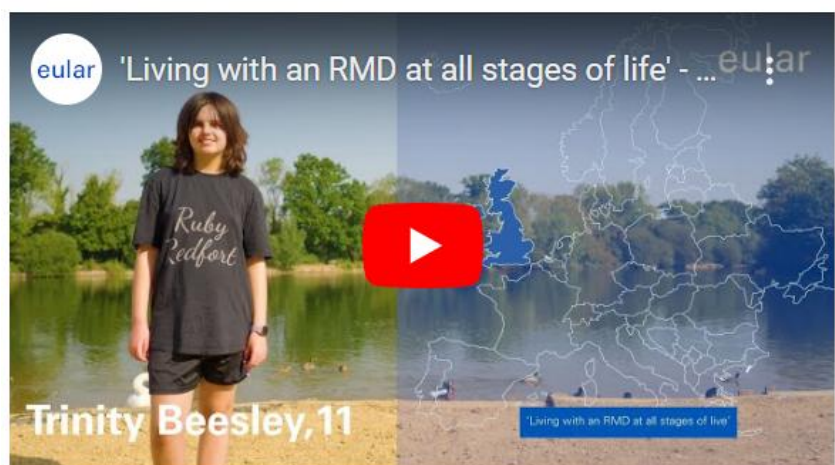 eular
'Living with an RMD at all stages of life' - ...
eular
Ruby
Redfort
Trinity Beesley,11
'Living with an RMD at all stages of live'